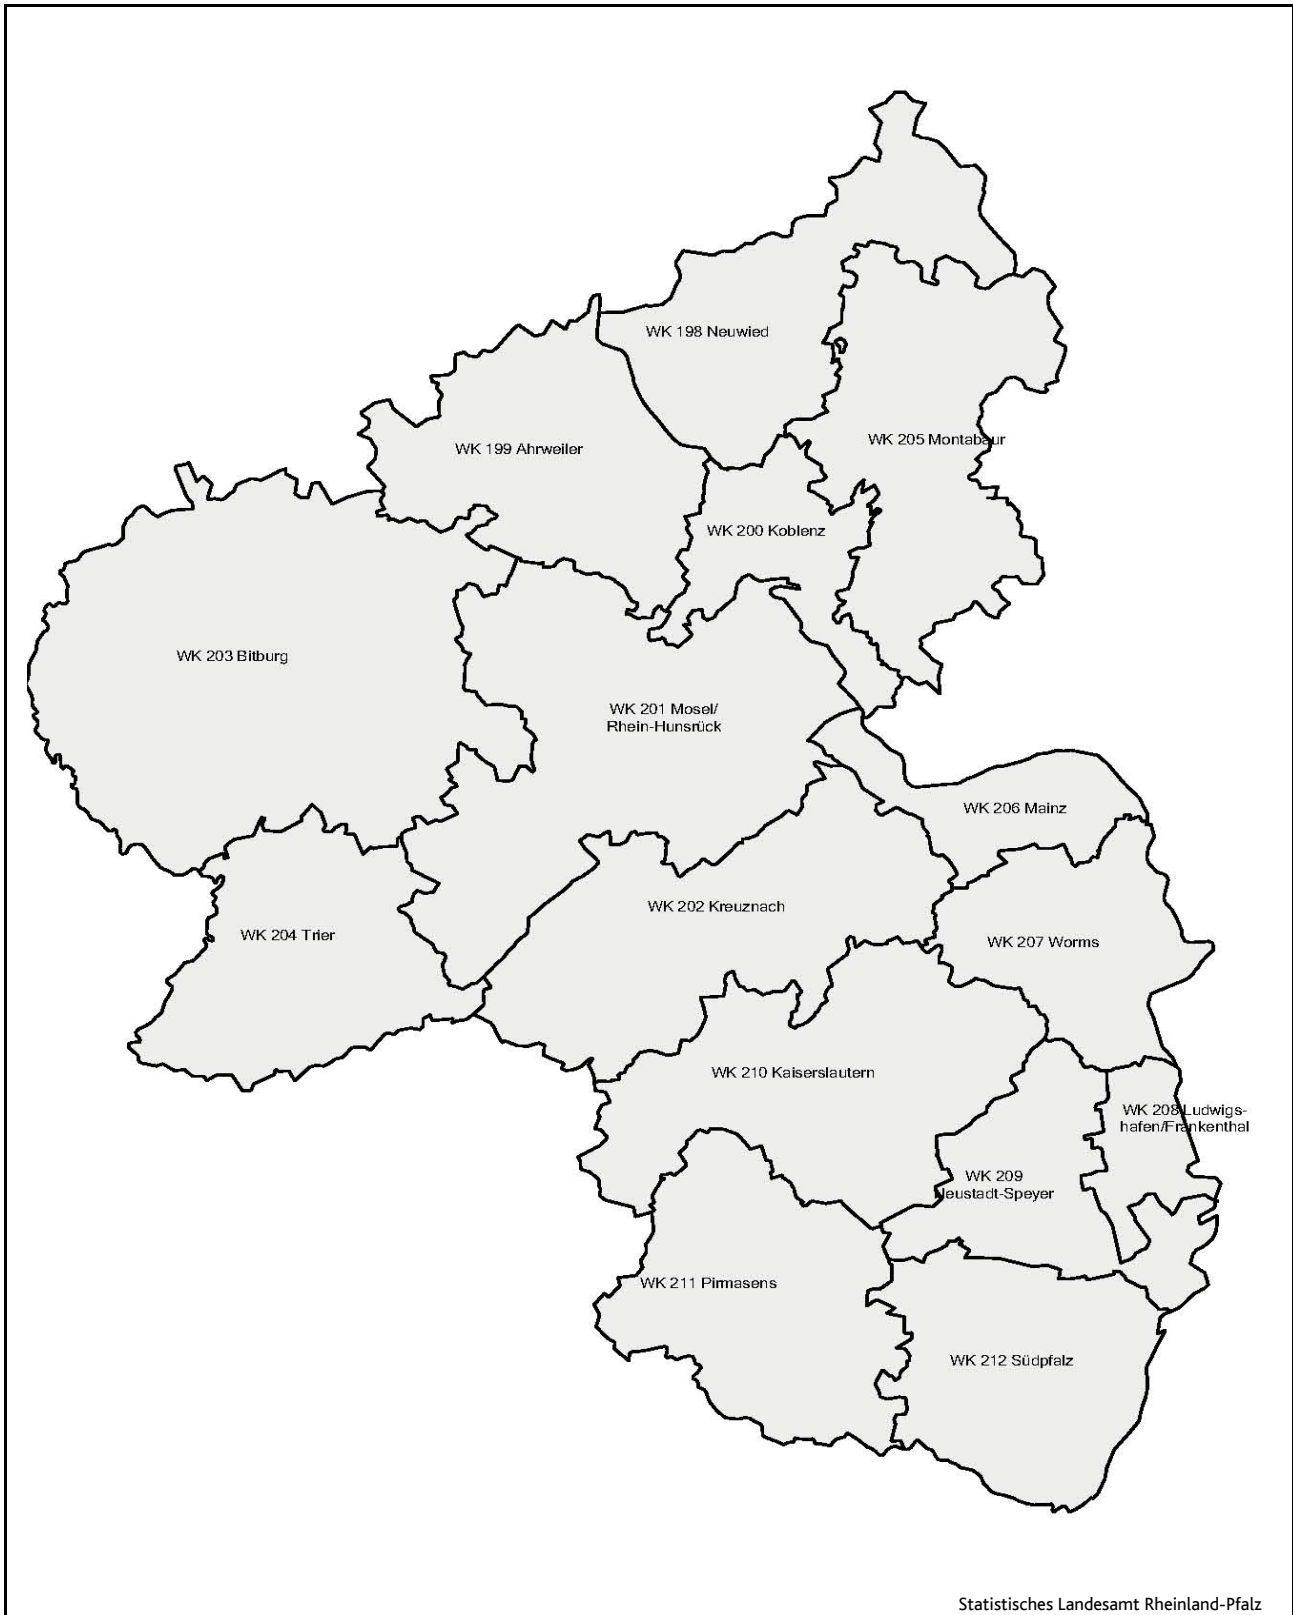 WK 198 Neuwied
WK 205 Montabaur
WK 199 Ahrweiler
WK 200 Koblenz
WK 203 Bitburg
WK 201 Mosel/
Rhein-Hunsrück
WK 206 Mainz
WK 202 Kreuznach
WK 204 Trier
WK 207 Worms
WK 210 Kaiserslautern
WK 208 Ludwigs-
hafen/Frankenthal
WK 209
Neustadt-Speyer
WK 211 Pirmasens
WK 212 Südpfalz
Statistisches Landesamt Rheinland-Pfalz